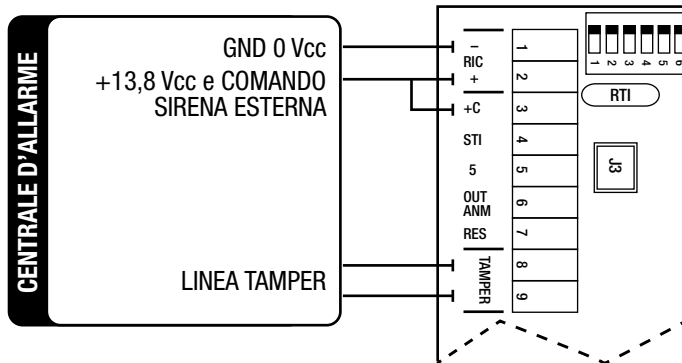 CENTRALE D'ALLARME
GND 0 Vcc
+13,8 Vcc e COMANDO
SIRENA ESTERNA
LINEA TAMPER
–
RIC
+
+C
STI
5
OUT
ANM
RES
TAMPER
1
2
3
4
5
6
7
8
9
1 2 3 4 5 6
RTI
J3